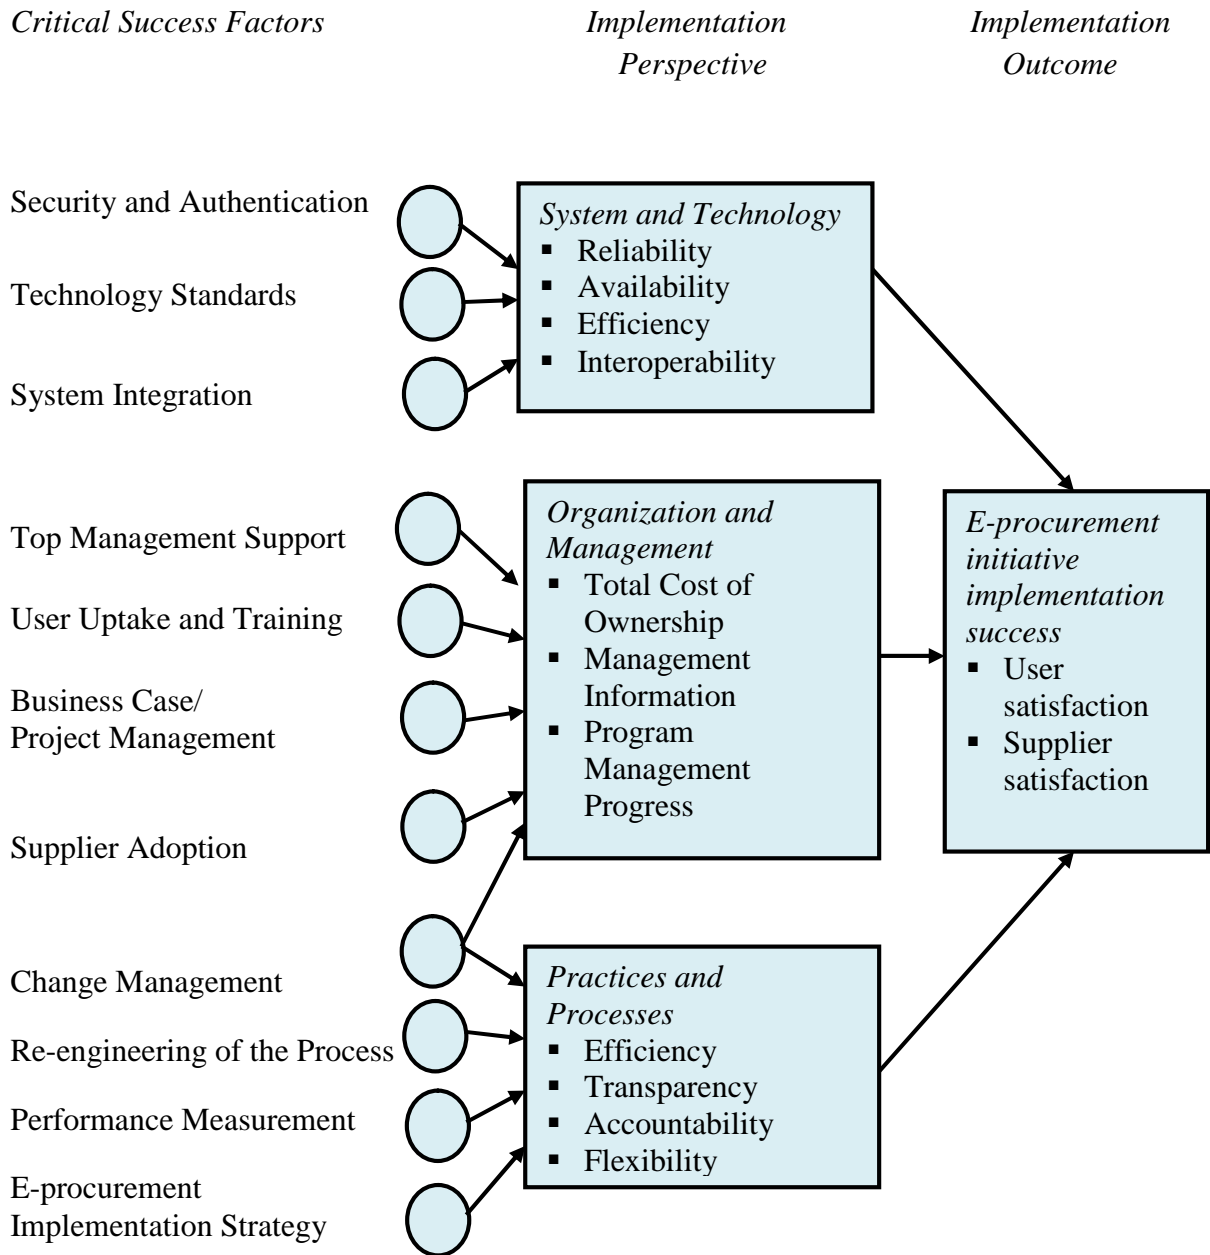 Critical Success Factors
Implementation
Perspective
Implementation
Outcome
Security and Authentication
Technology Standards
System Integration
System and Technology
▪ Reliability
▪ Availability
▪ Efficiency
▪ Interoperability
Top Management Support
User Uptake and Training
Business Case/
Project Management
Supplier Adoption
Organization and
Management
▪ Total Cost of
Ownership
▪ Management
Information
▪ Program
Management
Progress
Change Management
Re-engineering of the Process
Performance Measurement
E-procurement
Implementation Strategy
Practices and
Processes
▪ Efficiency
▪ Transparency
▪ Accountability
▪ Flexibility
E-procurement
initiative
implementation
success
▪ User
satisfaction
▪ Supplier
satisfaction